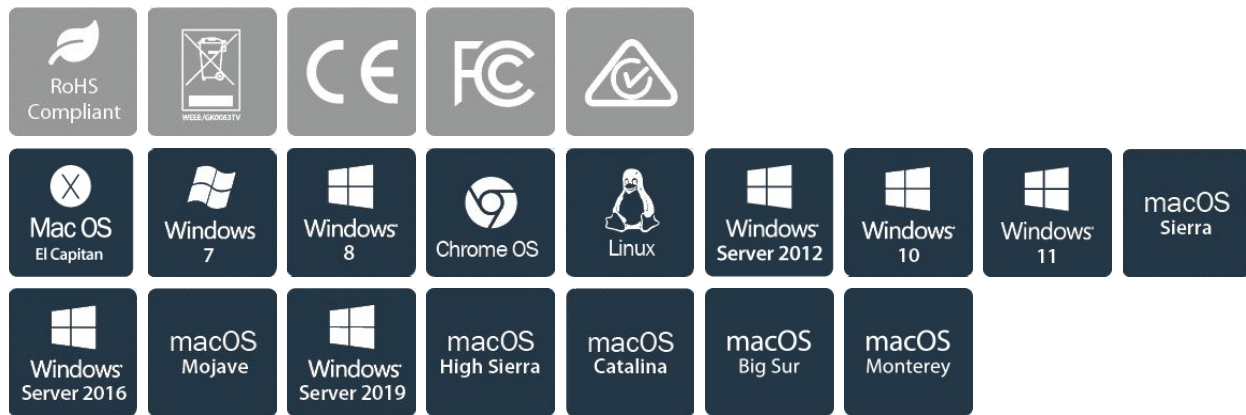 RoHS
Compliant
WEEE/GK0083TV
CE
FC
Mac OS
El Capitan
Windows
7
Windows
8
Chrome OS
Linux
Windows
Server 2012
Windows
10
Windows
11
macOS
Sierra
Windows
Server 2016
macOS
Mojave
Windows
Server 2019
macOS
High Sierra
macOS
Catalina
macOS
Big Sur
macOS
Monterey